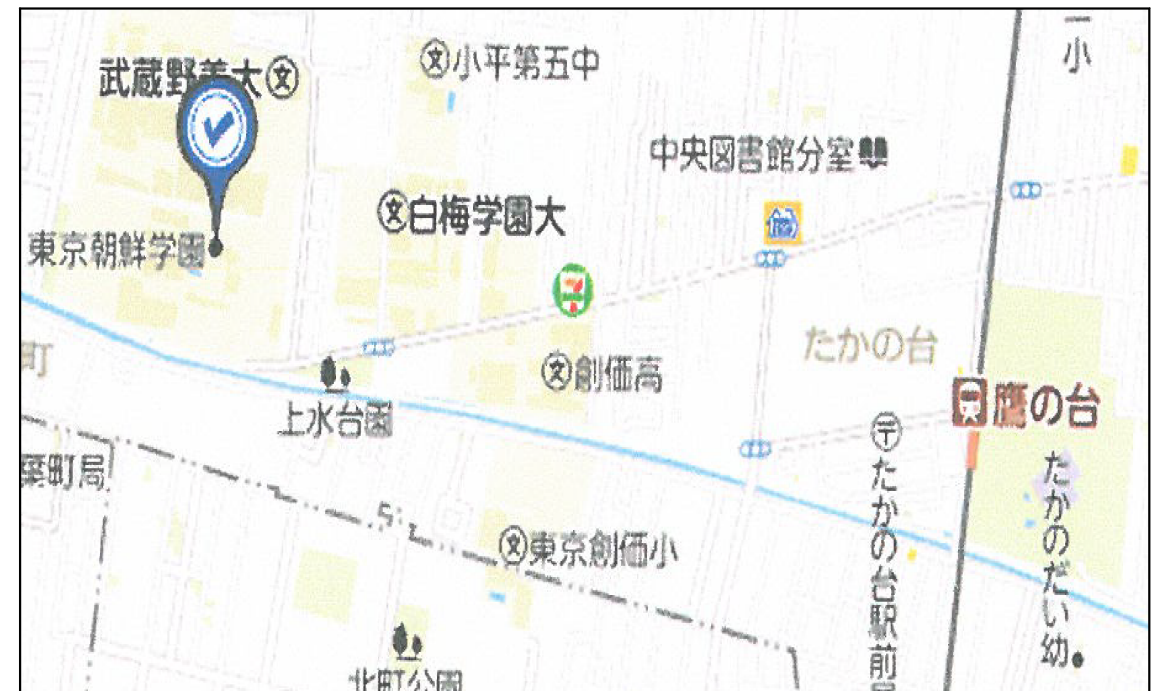 小平第五中
武蔵野美大
二小
中央図書館分室
白梅学園大
東京朝鮮学園
たかの台
町
創価高
鷹の台
上水台園
〒たかの台駅前局
たかのだい幼
葉町局
東京創価小
北町公園